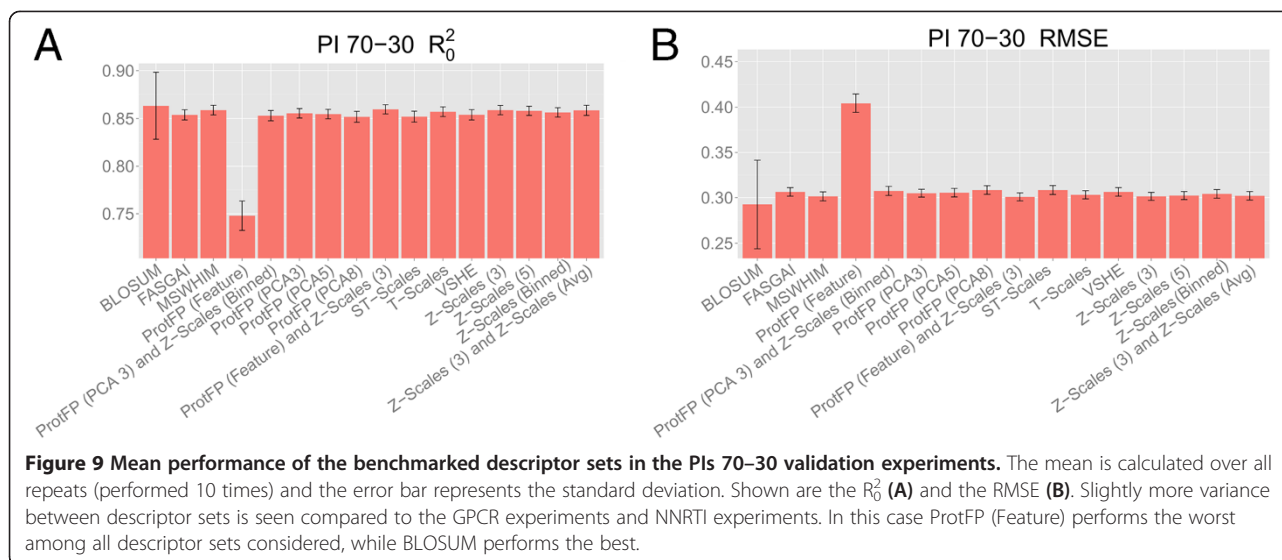 A
PI 70−30 R₀²
0.90
0.85
0.80
0.75
BLOSUM
FASGAI
MSWHIM
ProtFP (Feature)
ProtFP (PCA 3) and Z−Scales (Binned)
ProtFP (PCA3)
ProtFP (PCA5)
ProtFP (PCA8)
ProtFP (Feature) and Z−Scales (3)
ST−Scales
T−Scales
VSHE
Z−Scales (3)
Z−Scales (5)
Z−Scales (Binned)
Z−Scales (3) and Z−Scales (Avg)
B
PI 70−30 RMSE
0.45
0.40
0.35
0.30
0.25
BLOSUM
FASGAI
MSWHIM
ProtFP (Feature)
ProtFP (PCA 3) and Z−Scales (Binned)
ProtFP (PCA3)
ProtFP (PCA5)
ProtFP (PCA8)
ProtFP (Feature) and Z−Scales (3)
ST−Scales
T−Scales
VSHE
Z−Scales (3)
Z−Scales (5)
Z−Scales (Binned)
Z−Scales (3) and Z−Scales (Avg)
Figure 9 Mean performance of the benchmarked descriptor sets in the PIs 70–30 validation experiments. The mean is calculated over all
repeats (performed 10 times) and the error bar represents the standard deviation. Shown are the R₀² (A) and the RMSE (B). Slightly more variance
between descriptor sets is seen compared to the GPCR experiments and NNRTI experiments. In this case ProtFP (Feature) performs the worst
among all descriptor sets considered, while BLOSUM performs the best.